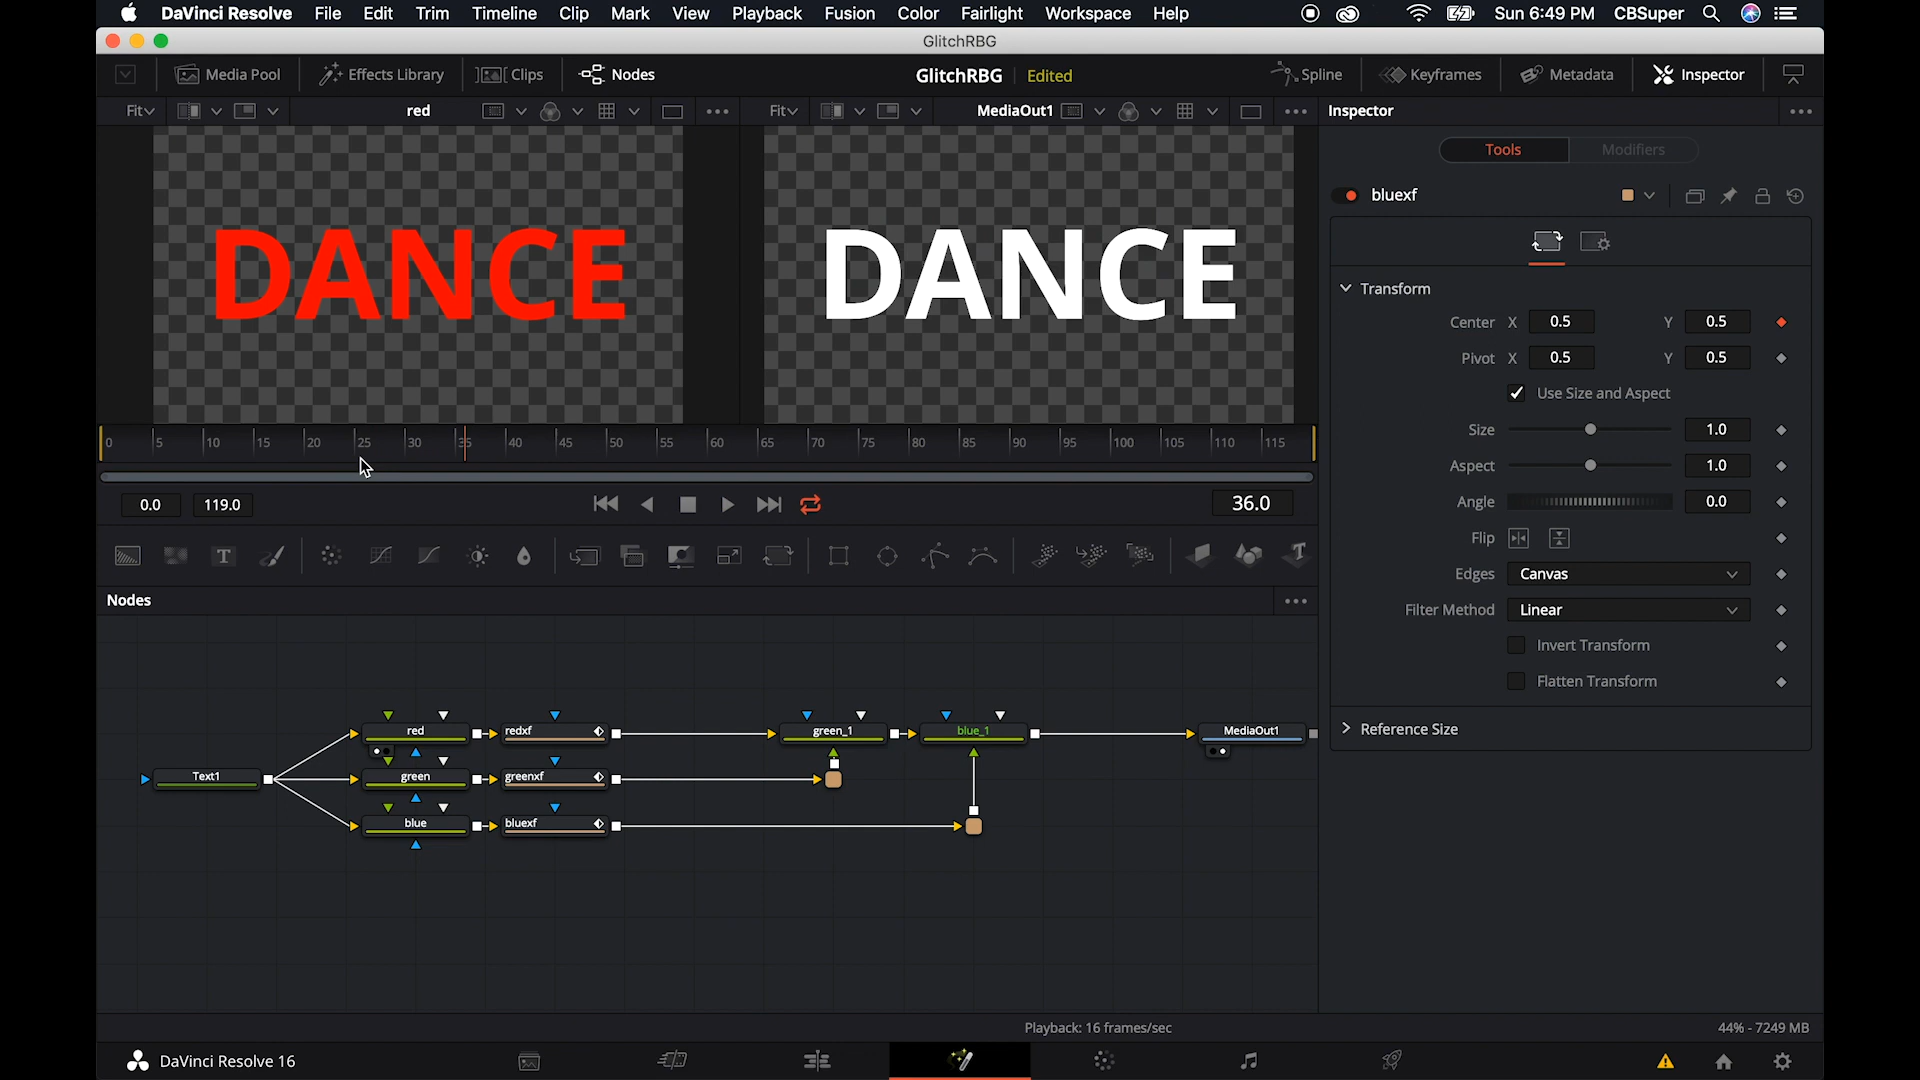 DaVinci Resolve File Edit Trim Timeline Clip Mark View Playback Fusion Color Fairlight Workspace Help Sun 6:49 PM CBSuper
GlitchRBG
Media Pool Effects Library Clips Nodes GlitchRBG Edited Spline Keyframes Metadata Inspector
Fit red Fit MediaOut1 Inspector
Tools Modifiers
bluexf
DANCE DANCE
Transform
Center X 0.5 Y 0.5
Pivot X 0.5 Y 0.5
Use Size and Aspect
Size 1.0
Aspect 1.0
Angle 0.0
Flip
Edges Canvas
Filter Method Linear
Invert Transform
Flatten Transform
Reference Size
0 5 10 15 20 25 30 35 40 45 50 55 60 65 70 75 80 85 90 95 100 105 110 115
0.0 119.0 36.0
Nodes
red redxf green_1 blue_1 MediaOut1
Text1 green greenxf
blue bluexf
Playback: 16 frames/sec 44% - 7249 MB
DaVinci Resolve 16